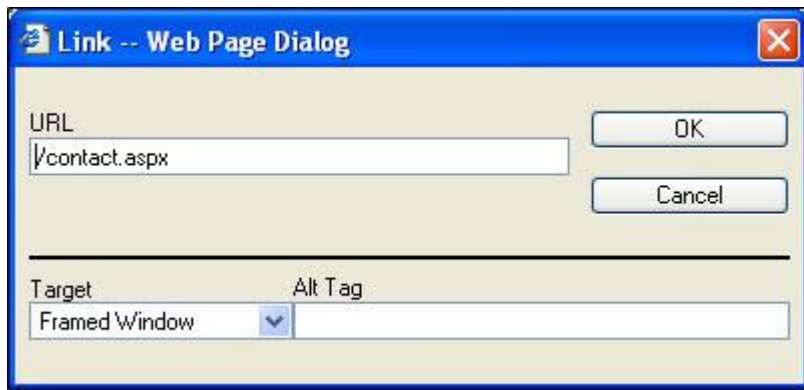 Link -- Web Page Dialog
URL
OK
/contact.aspx
Cancel
Target
Alt Tag
Framed Window